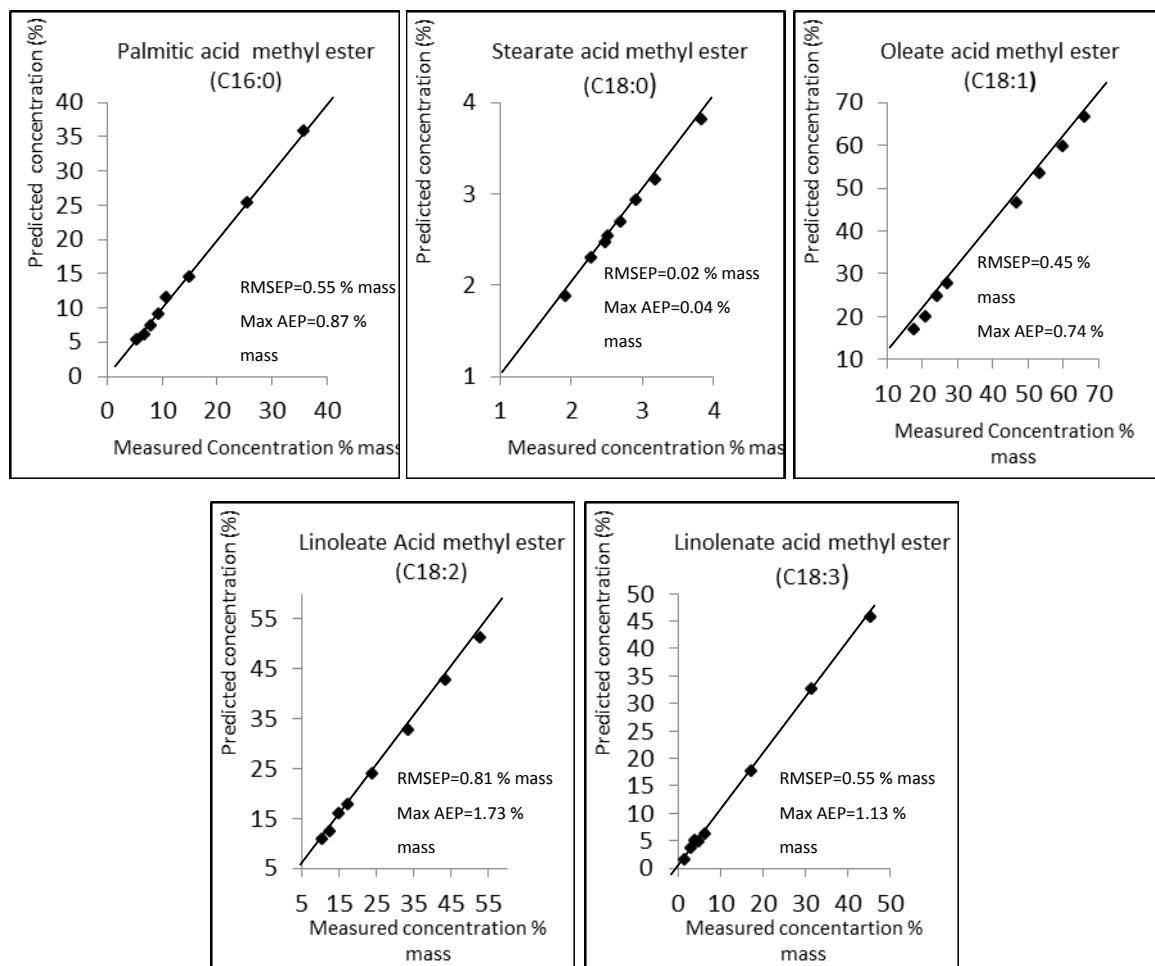 Palmitic acid methyl ester
(C16:0)
Predicted concentration (%)
40
35
30
25
20
15
10
5
0
RMSEP=0.55 % mass
Max AEP=0.87 %
mass
0 10 20 30 40
Measured Concentration % mass
Stearate acid methyl ester
(C18:0)
Predicted concentration (%)
4
3
2
1
RMSEP=0.02 % mass
Max AEP=0.04 %
mass
1 2 3 4
Measured concentration % mass
Oleate acid methyl ester
(C18:1)
Predicted concentration (%)
70
60
50
40
30
20
10
RMSEP=0.45 %
mass
Max AEP=0.74 %
10 20 30 40 50 60 70
Measured Concentration %
mass
Linoleate Acid methyl ester
(C18:2)
Predicted concentration (%)
55
45
35
25
15
5
RMSEP=0.81 % mass
Max AEP=1.73 %
mass
5 15 25 35 45 55
Measured concentration %
mass
Linolenate acid methyl ester
(C18:3)
Predicted concentration (%)
50
45
40
35
30
25
20
15
10
5
0
RMSEP=0.55 % mass
Max AEP=1.13 %
mass
0 10 20 30 40 50
Measured concentartion %
mass